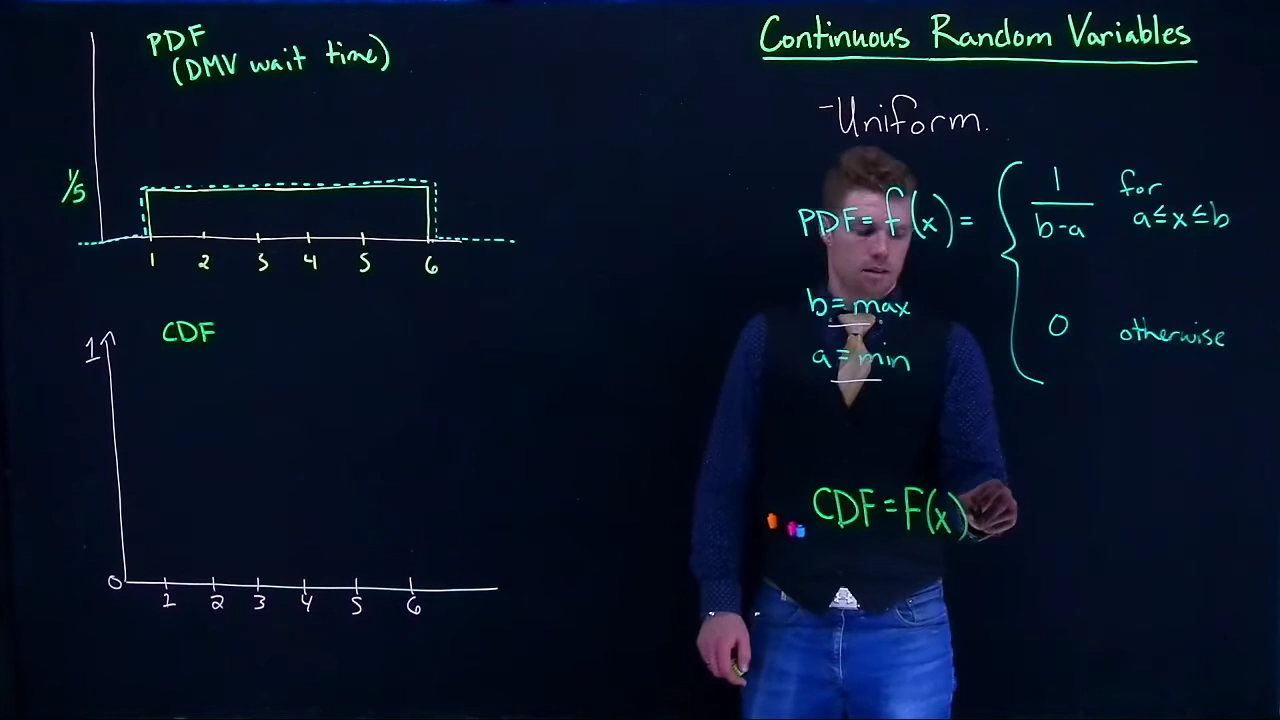 PDF
(DMV wait time)
1/5
1 2 3 4 5 6
CDF
1
0
1 2 3 4 5 6
Continuous Random Variables
-Uniform.
PDF = f(x) =
1
b-a
for
a≤x≤b
0 otherwise
b = max
a = min
CDF = F(x)